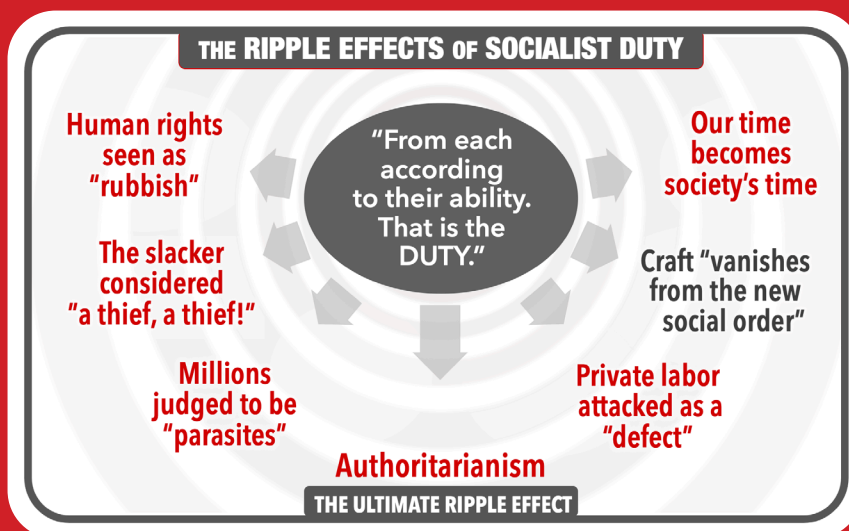 THE RIPPLE EFFECTS OF SOCIALIST DUTY
"From each
according
to their ability.
That is the
DUTY."
Human rights
seen as
"rubbish"
The slacker
considered
"a thief, a thief!"
Millions
judged to be
"parasites"
Our time
becomes
society's time
Craft "vanishes
from the new
social order"
Private labor
attacked as a
"defect"
Authoritarianism
THE ULTIMATE RIPPLE EFFECT